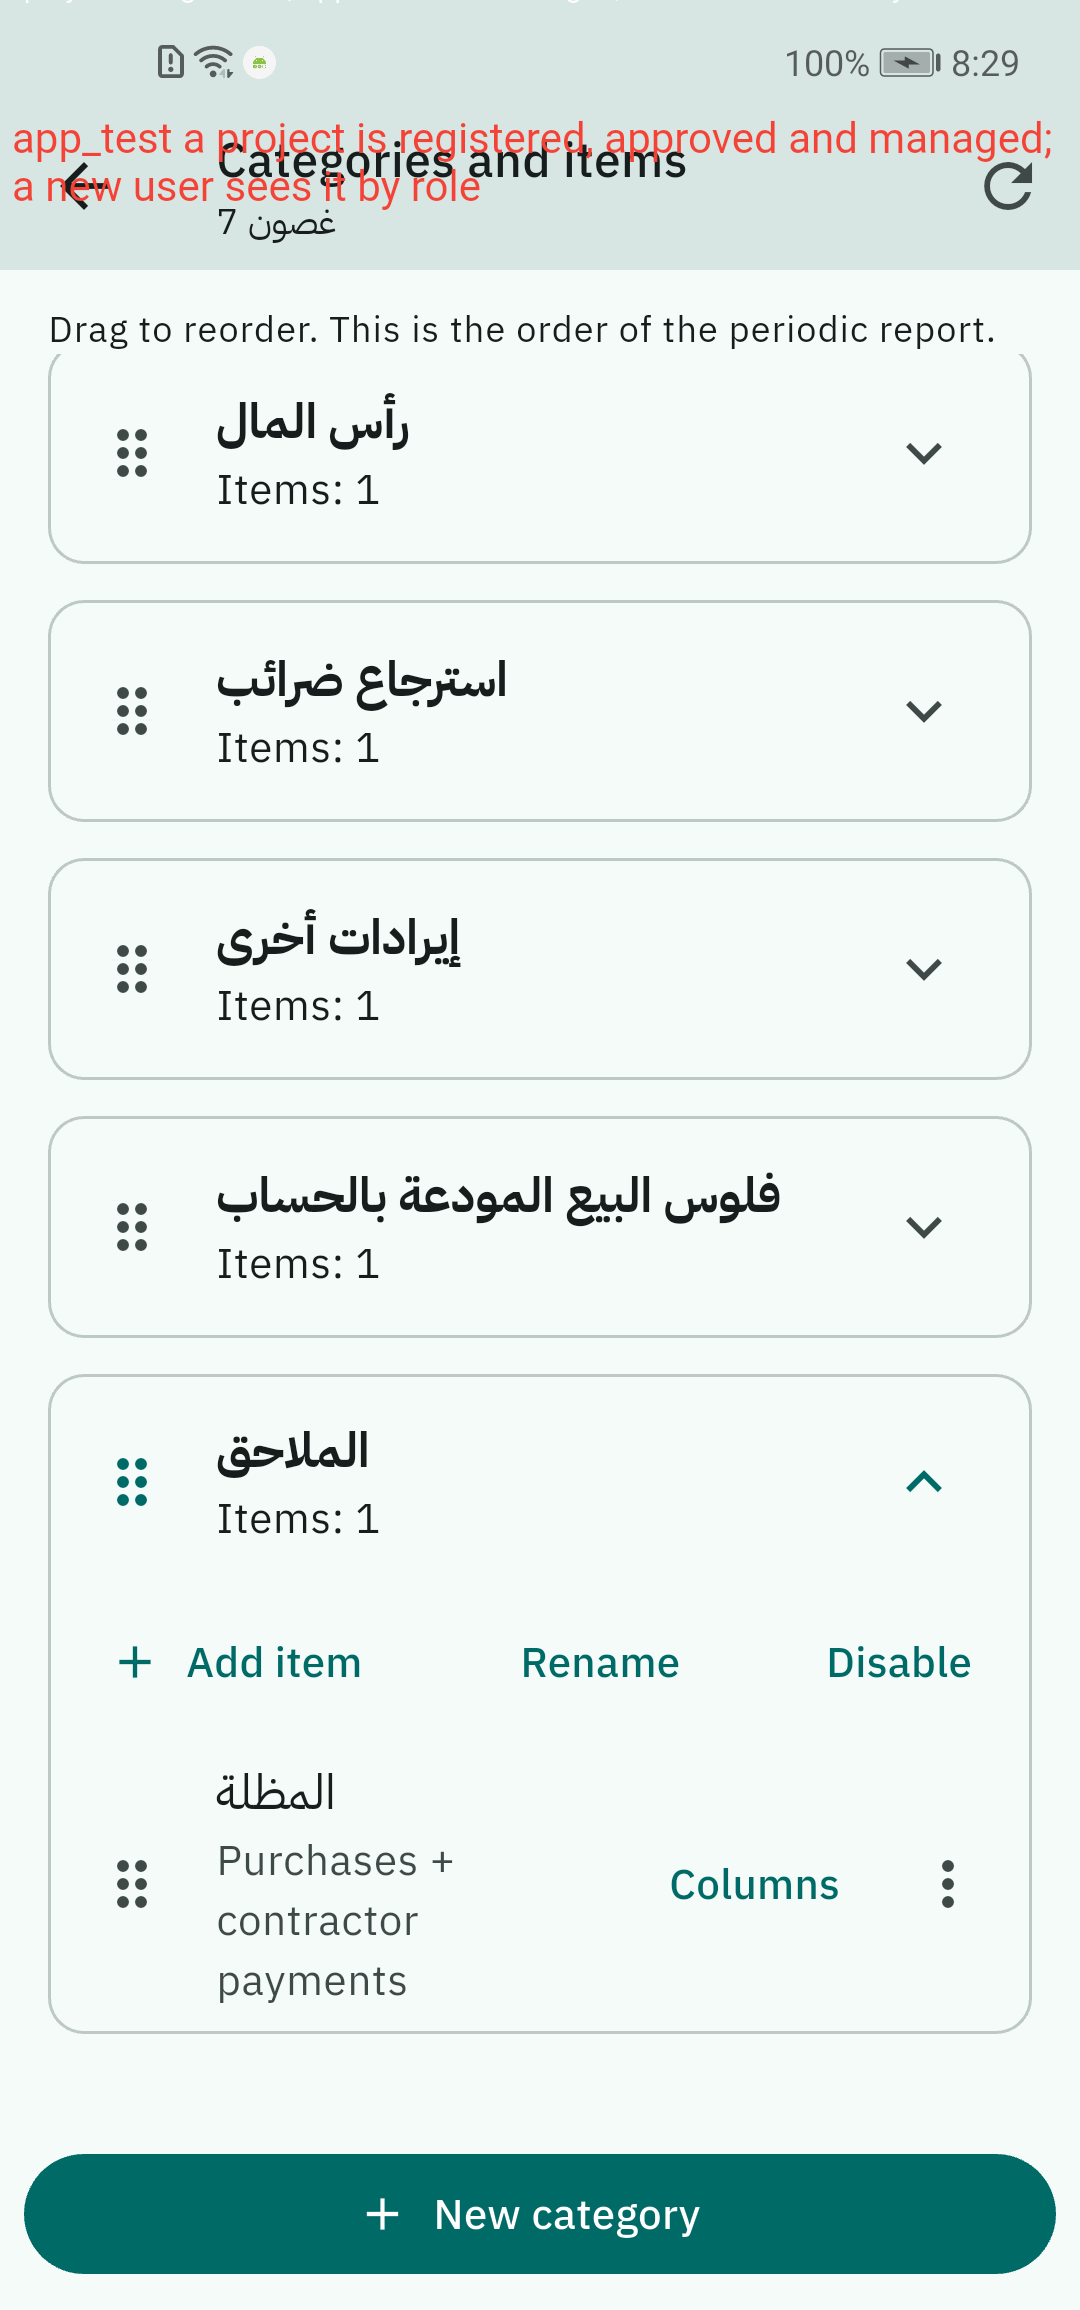 100% 8:29
app_test a project is registered, approved and managed;
a new user sees it by role
Categories and items
غصون 7
Drag to reorder. This is the order of the periodic report.
رأس المال
Items: 1
استرجاع ضرائب
Items: 1
إيرادات أخرى
Items: 1
فلوس البيع المودعة بالحساب
Items: 1
الملاحق
Items: 1
+ Add item Rename Disable
المظلة
Purchases +
contractor
payments
Columns
+ New category